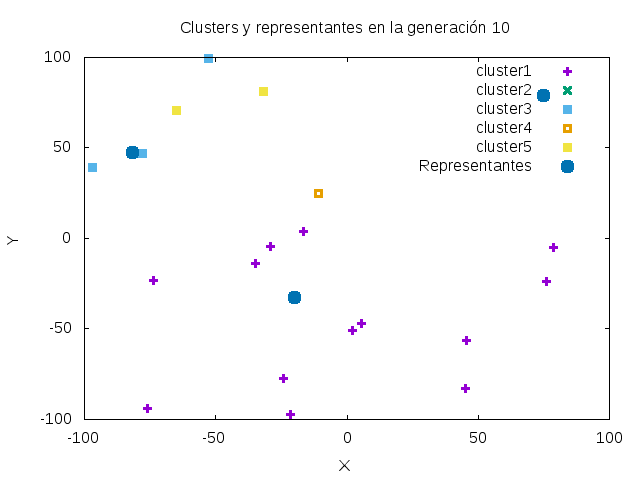 Clusters y representantes en la generación 10
100
50
0
-50
-100
-100
-50
0
50
100
X
Y
cluster1
cluster2
cluster3
cluster4
cluster5
Representantes